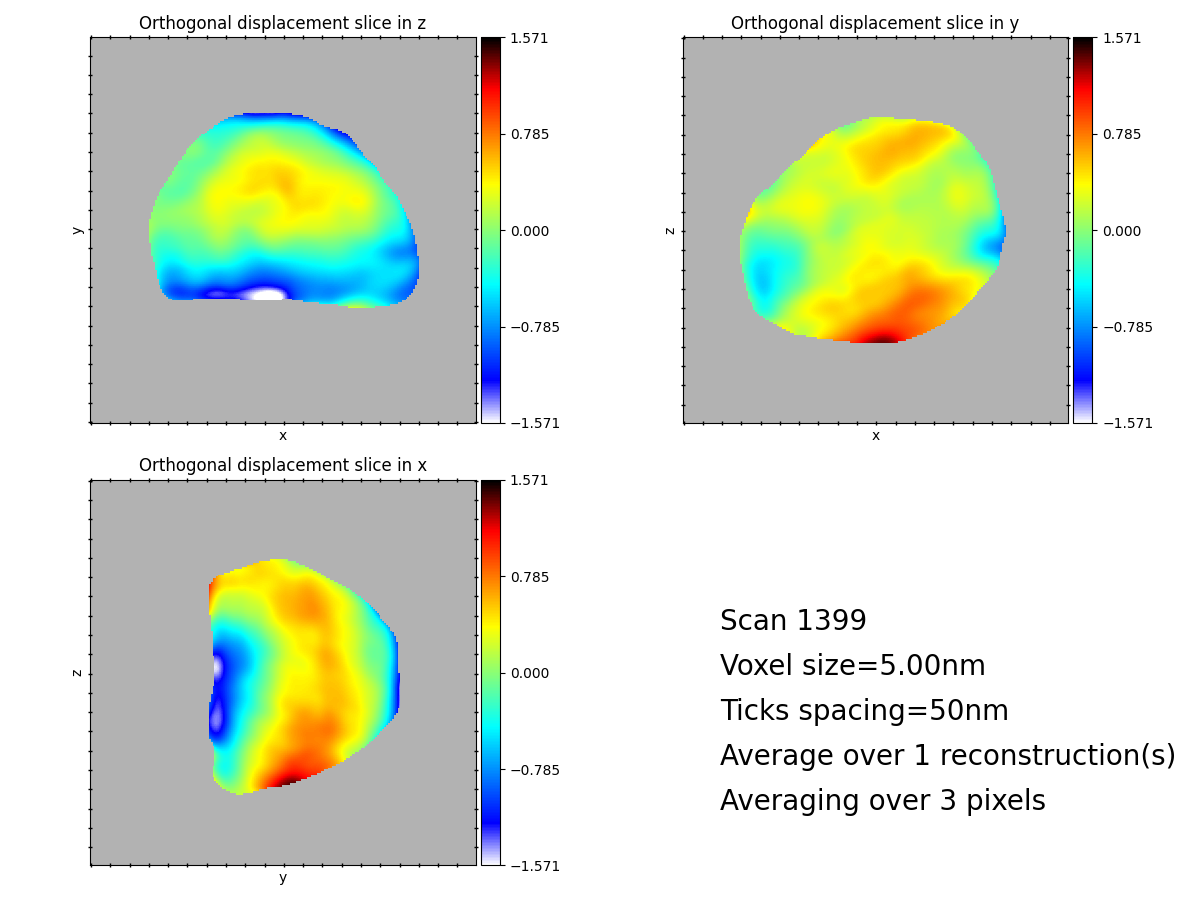 Orthogonal displacement slice in z
1.571
0.785
0.000
−0.785
−1.571
y
x
Orthogonal displacement slice in y
1.571
0.785
0.000
−0.785
−1.571
z
x
Orthogonal displacement slice in x
1.571
0.785
0.000
−0.785
−1.571
z
y
Scan 1399
Voxel size=5.00nm
Ticks spacing=50nm
Average over 1 reconstruction(s)
Averaging over 3 pixels